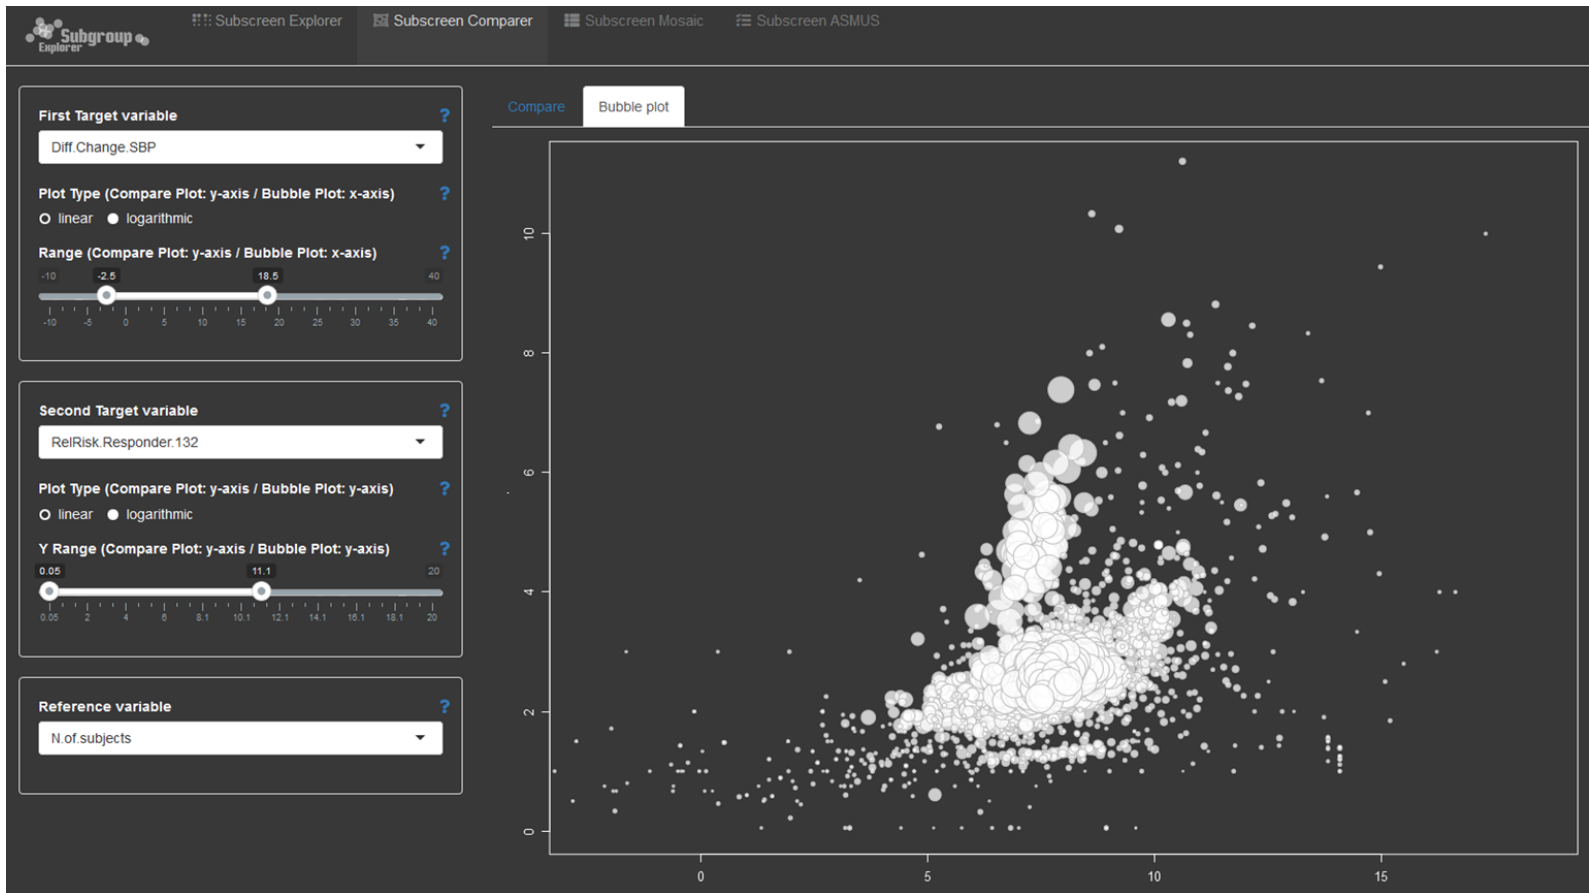 Subgroup
Explorer
Subscreen Explorer
Subscreen Comparer
Subscreen Mosaic
Subscreen ASMUS
First Target variable ?
Diff.Change.SBP
Plot Type (Compare Plot: y-axis / Bubble Plot: x-axis) ?
linear logarithmic
Range (Compare Plot: y-axis / Bubble Plot: x-axis) ?
-10 -2.5 18.5 40
-10 -5 0 5 10 15 20 25 30 35 40
Second Target variable ?
RelRisk.Responder.132
Plot Type (Compare Plot: y-axis / Bubble Plot: y-axis) ?
linear logarithmic
Y Range (Compare Plot: y-axis / Bubble Plot: y-axis) ?
0.05 11.1 20
0.05 2 4 6 8.1 10.1 12.1 14.1 16.1 18.1 20
Reference variable ?
N.of.subjects
Compare
Bubble plot
10
8
6
4
2
0
0 5 10 15